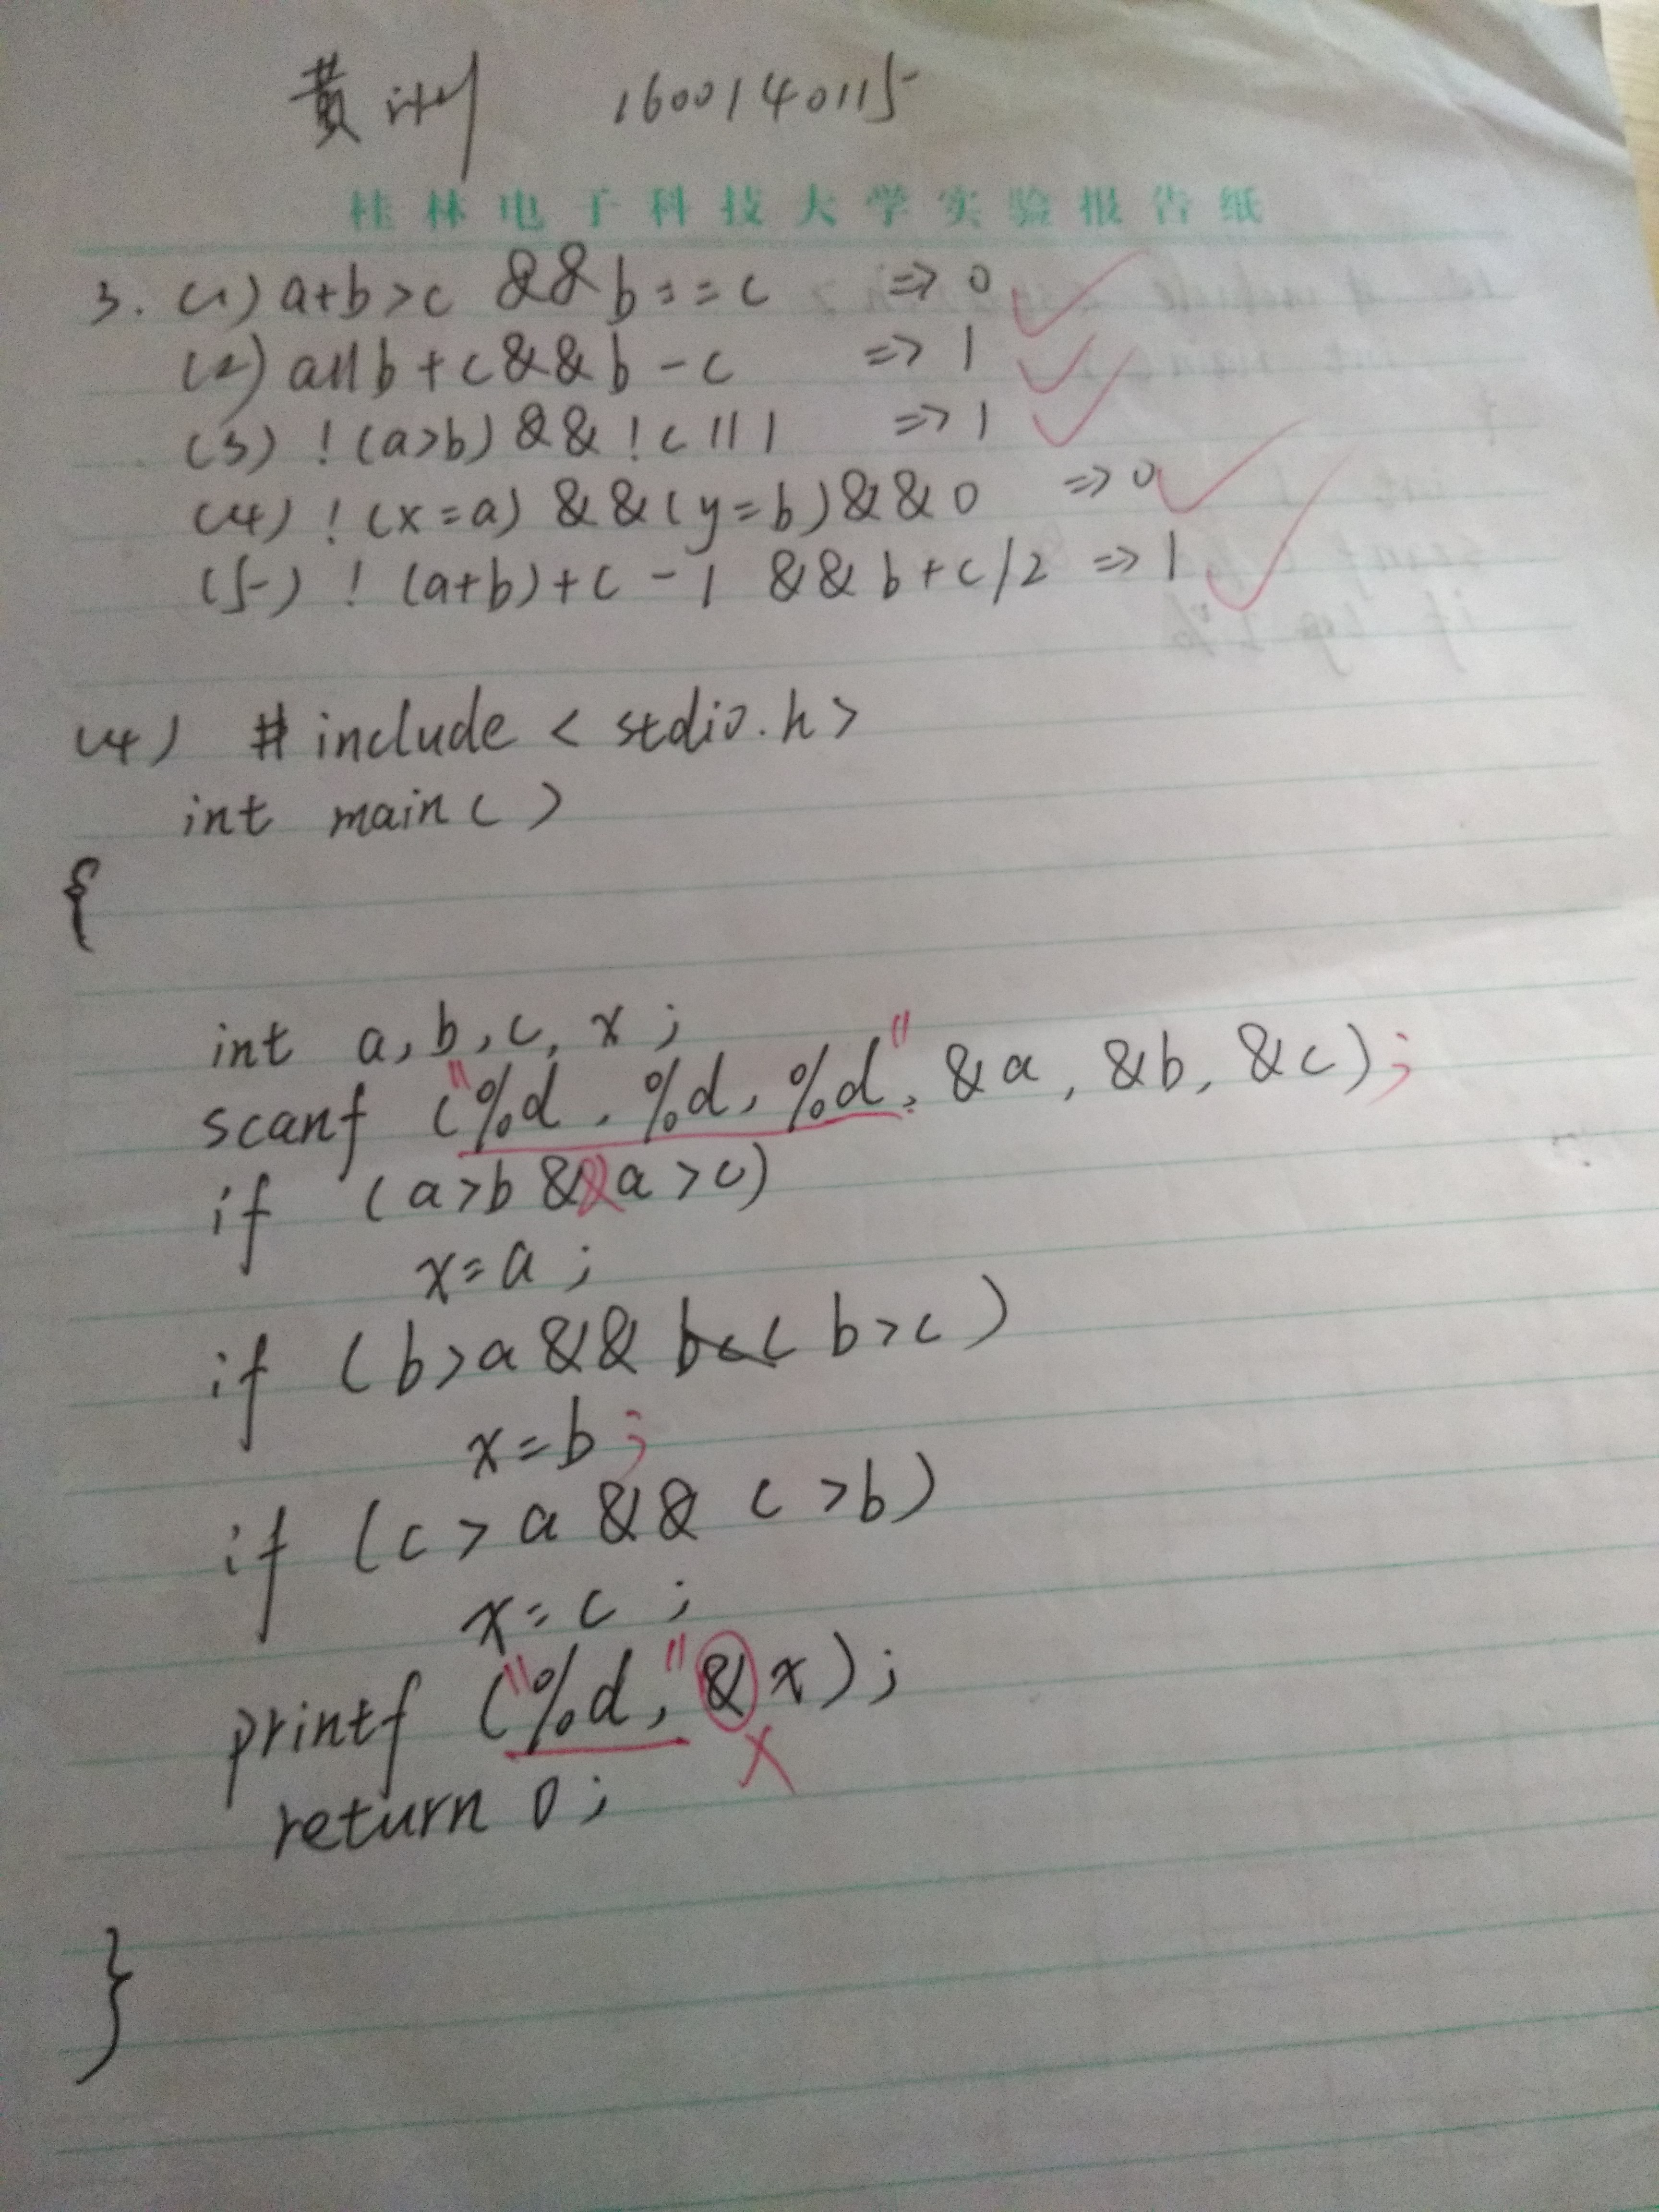 黄 1600140115
桂林电子科技大学实验报告纸
3. (1) a+b>c &&b==c => 0
(2) a||b+c&&b-c => 1
(3) !(a>b)&&!c||1 => 1
(4) !(x=a) &&(y=b)&&0 => 0
(5) !(a+b)+c-1 &&b+c/2 => 1
(4) #include <stdio.h>
int main()
{
int a,b,c,x;
scanf ("%d,%d,%d", &a, &b, &c);
if (a>b &&a>c)
x=a;
if (b>a && b>c)
x=b;
if (c>a && c>b)
x=c;
printf ("%d," &x);
return 0;
}